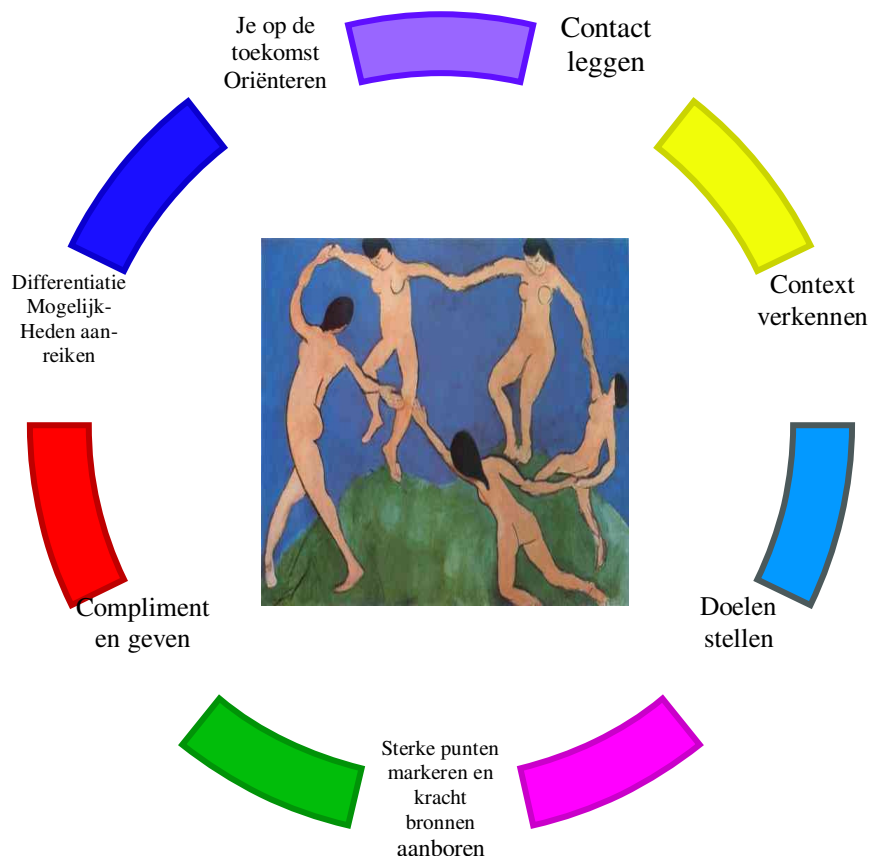 Je op de
toekomst
Oriënteren
Contact
leggen
Context
verkennen
Doelen
stellen
Sterke punten
markeren en
kracht
bronnen
aanboren
Compliment
en geven
Differentiatie
Mogelijk-
Heden aan-
reiken